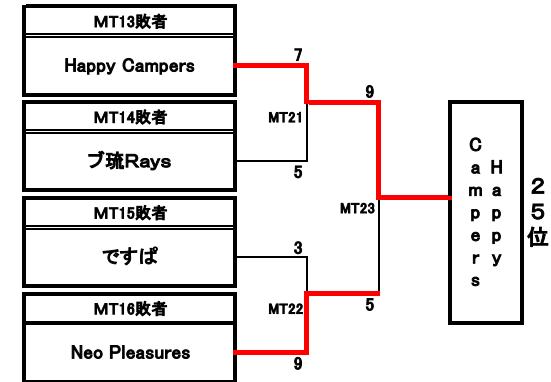 MT13敗者
Happy Campers
MT14敗者
ブ琉Rays
MT15敗者
ですぱ
MT16敗者
Neo Pleasures
7
MT21
5
3
MT22
9
9
MT23
5
Happy
Campers
25位